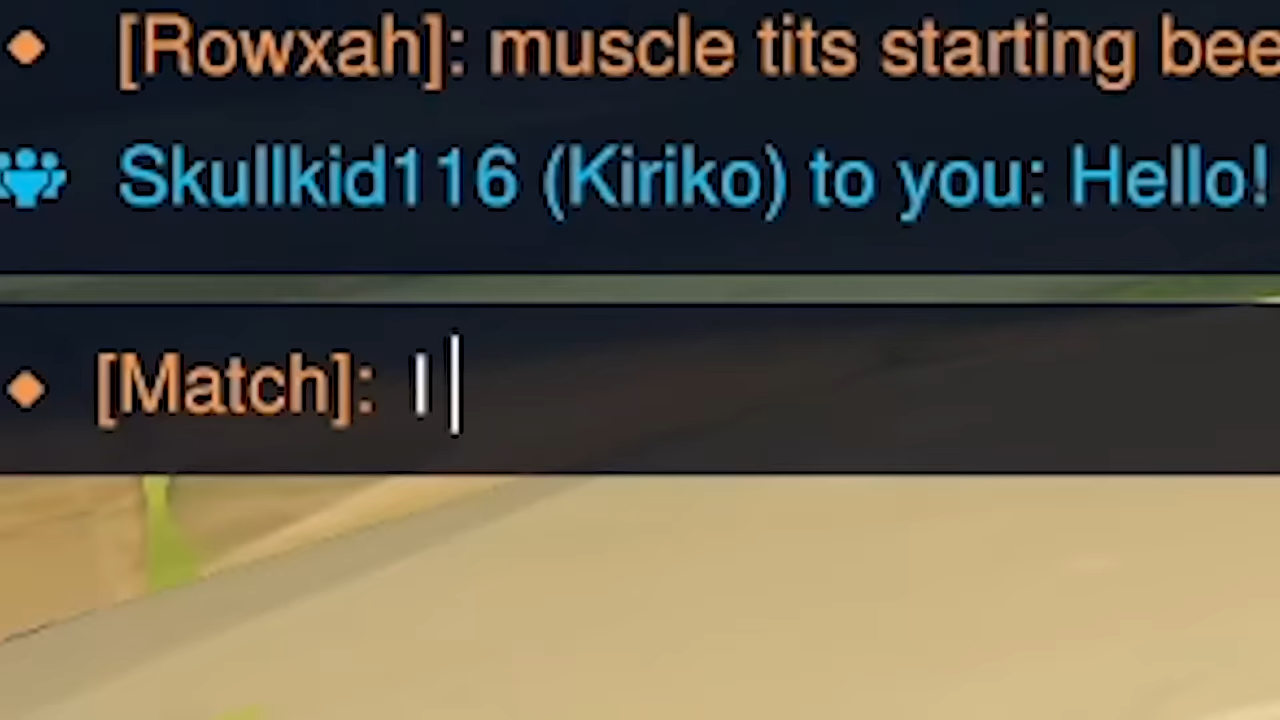 [Rowxah]: muscle tits starting bee
Skullkid116 (Kiriko) to you: Hello!
[Match]: I